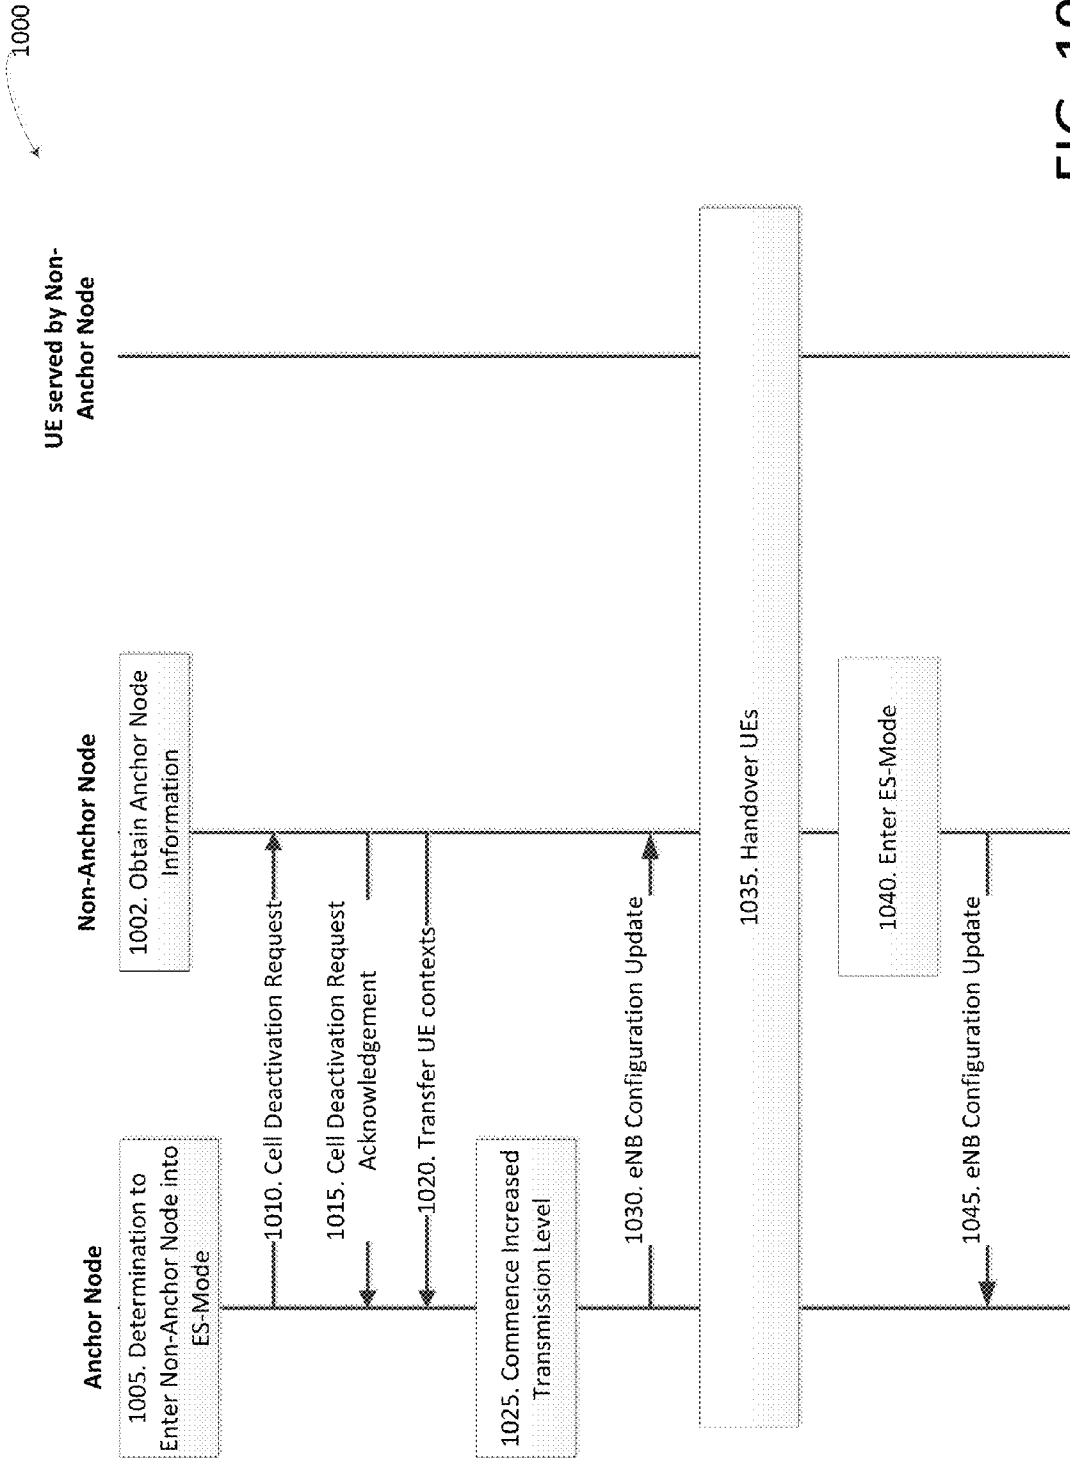 1000
Anchor Node
Non-Anchor Node
UE served by Non-
Anchor Node
1005. Determination to
Enter Non-Anchor Node into
ES-Mode
1002. Obtain Anchor Node
Information
1010. Cell Deactivation Request
1015. Cell Deactivation Request
Acknowledgement
1020. Transfer UE contexts
1025. Commence Increased
Transmission Level
1030. eNB Configuration Update
1035. Handover UEs
1040. Enter ES-Mode
1045. eNB Configuration Update
FIG. 10